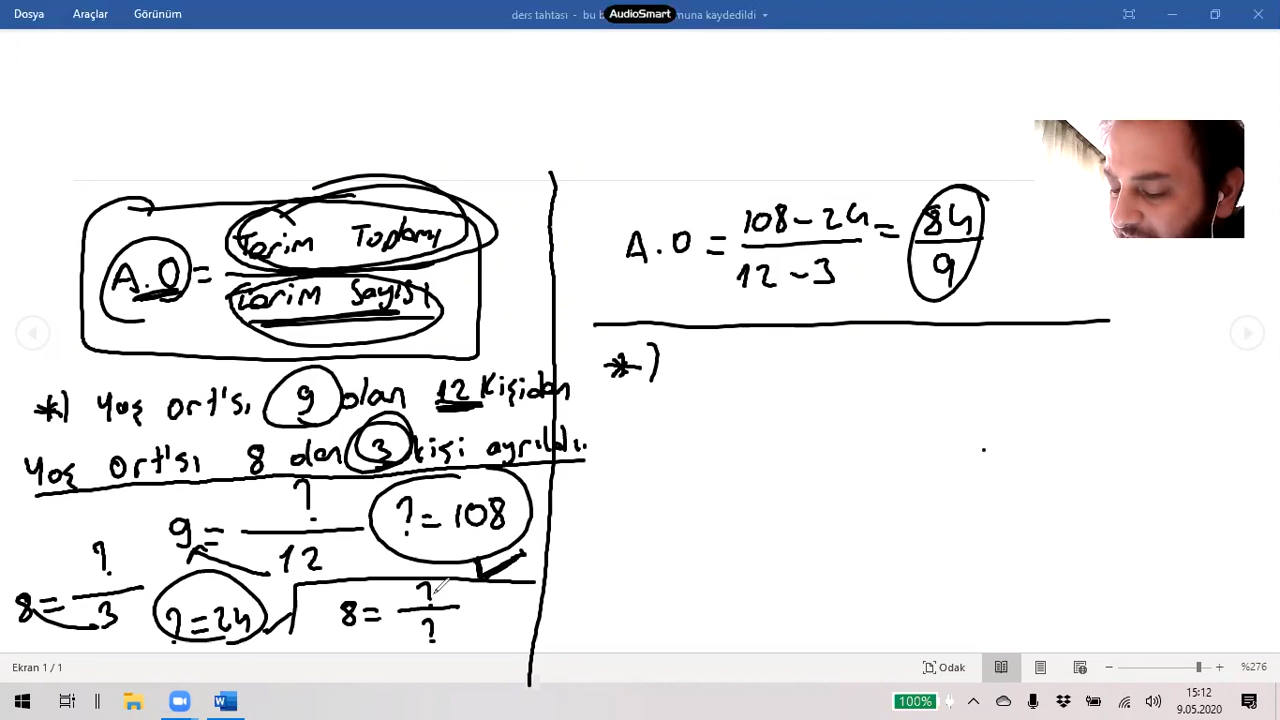 Dosya Araçlar Görünüm
ders tahtası - bu b
AudioSmart
muna kaydedildi
A.O = Terim Toplamı
Terim Sayısı
*) Yaş ort'sı 9 olan 12 kişiden
Yaş ort'sı 8 olan 3 kişi ayrıldı.
9 = ?
12
? = 108
8 = ?
3
? = 24
8 = ?
?
A.O = 108 - 24 = 84
12 - 3 9
*)
Ekran 1 / 1
Odak
%276
100%
15:12
9.05.2020